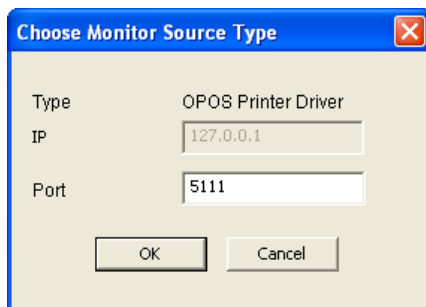 Choose Monitor Source Type
Type OPOS Printer Driver
IP 127.0.0.1
Port 5111
OK Cancel